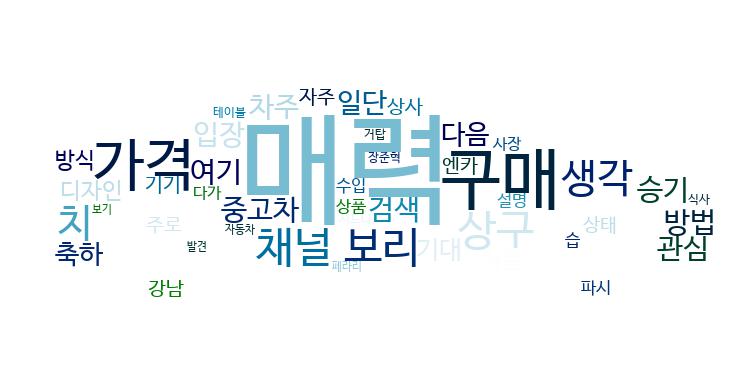 자주
일단
상사
테이블
차주
입장
매력
거탑
다음
사장
방식
가격
여기
장준혁
엔카
구매
생각
디자인
기기
다가
수입
승기
식사
치
보기
중고차
상품
검색
설명
방법
주로
자동차
상구
상태
축하
발견
채널
보리
기대
습
관심
페라리
강남
파시